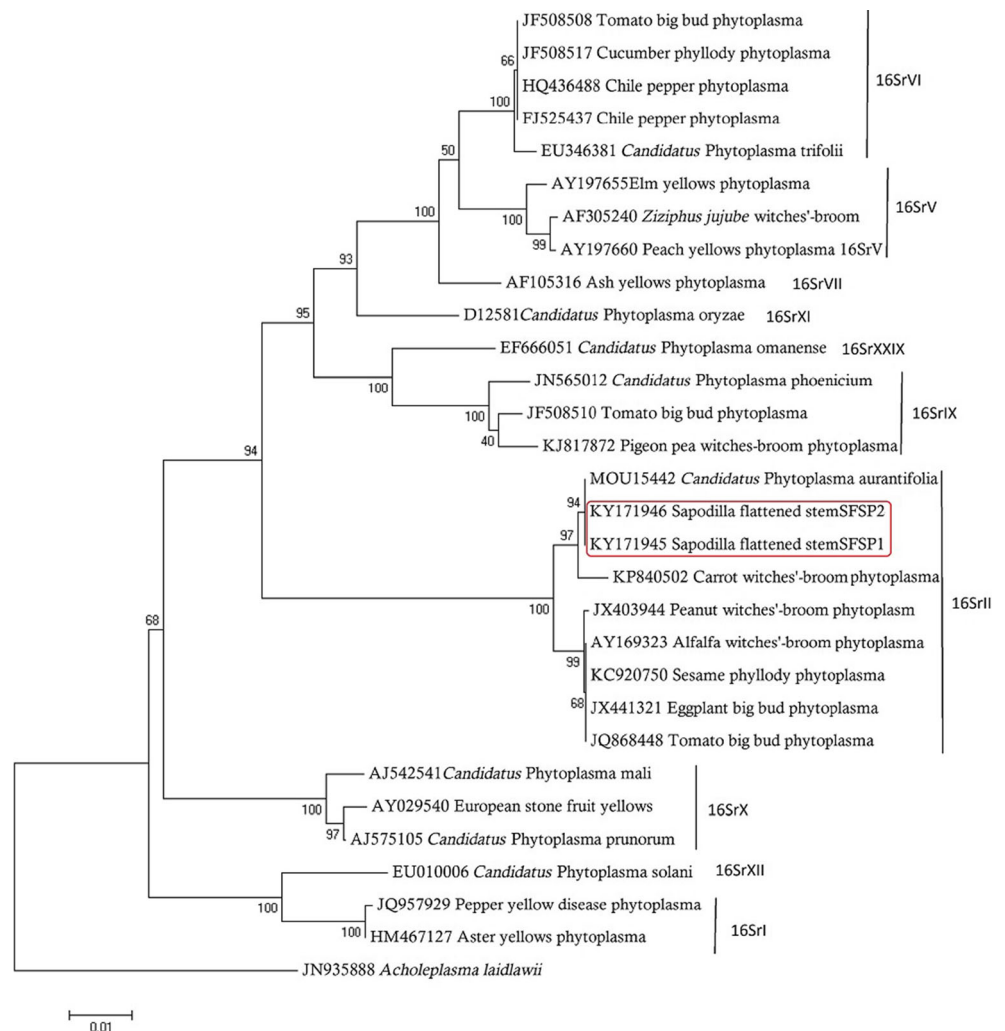 JF508508 Tomato big bud phytoplasma
JF508517 Cucumber phyllody phytoplasma
66
HQ436488 Chile pepper phytoplasma
16SrVI
100
FJ525437 Chile pepper phytoplasma
EU346381 Candidatus Phytoplasma trifolii
50
AY197655Elm yellows phytoplasma
16SrV
100
AF305240 Ziziphus jujube witches'-broom
100
99
AY197660 Peach yellows phytoplasma 16SrV
93
AF105316 Ash yellows phytoplasma 16SrVII
95
D12581Candidatus Phytoplasma oryzae 16SrXI
EF666051 Candidatus Phytoplasma omanense 16SrXXIX
100
JN565012 Candidatus Phytoplasma phoenicium
100
JF508510 Tomato big bud phytoplasma
16SrIX
40
KJ817872 Pigeon pea witches-broom phytoplasma
94
MOU15442 Candidatus Phytoplasma aurantifolia
94
KY171946 Sapodilla flattened stemSFSP2
97
KY171945 Sapodilla flattened stemSFSP1
KP840502 Carrot witches'-broom phytoplasma
16SrII
100
JX403944 Peanut witches'-broom phytoplasm
68
AY169323 Alfalfa witches'-broom phytoplasma
99
KC920750 Sesame phyllody phytoplasma
68
JX441321 Eggplant big bud phytoplasma
JQ868448 Tomato big bud phytoplasma
AJ542541Candidatus Phytoplasma mali
100
AY029540 European stone fruit yellows
16SrX
97
AJ575105 Candidatus Phytoplasma prunorum
EU010006 Candidatus Phytoplasma solani 16SrXII
100
JQ957929 Pepper yellow disease phytoplasma
16SrI
100
HM467127 Aster yellows phytoplasma
JN935888 Acholeplasma laidlawii
0.01